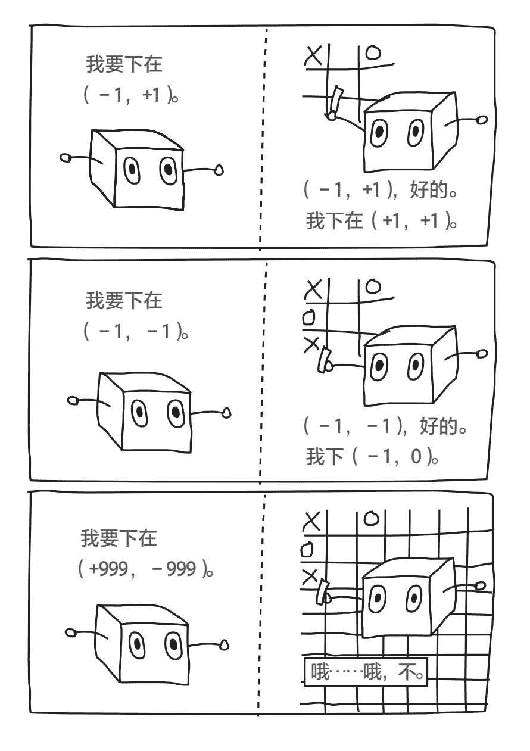 我要下在
(-1, +1)。
X O
(-1, +1), 好的。
我下在 (+1, +1)。
我要下在
(-1, -1)。
X O
O
X
(-1, -1), 好的。
我下 (-1, 0)。
我要下在
(+999, -999)。
X O
O
X
哦……哦, 不。